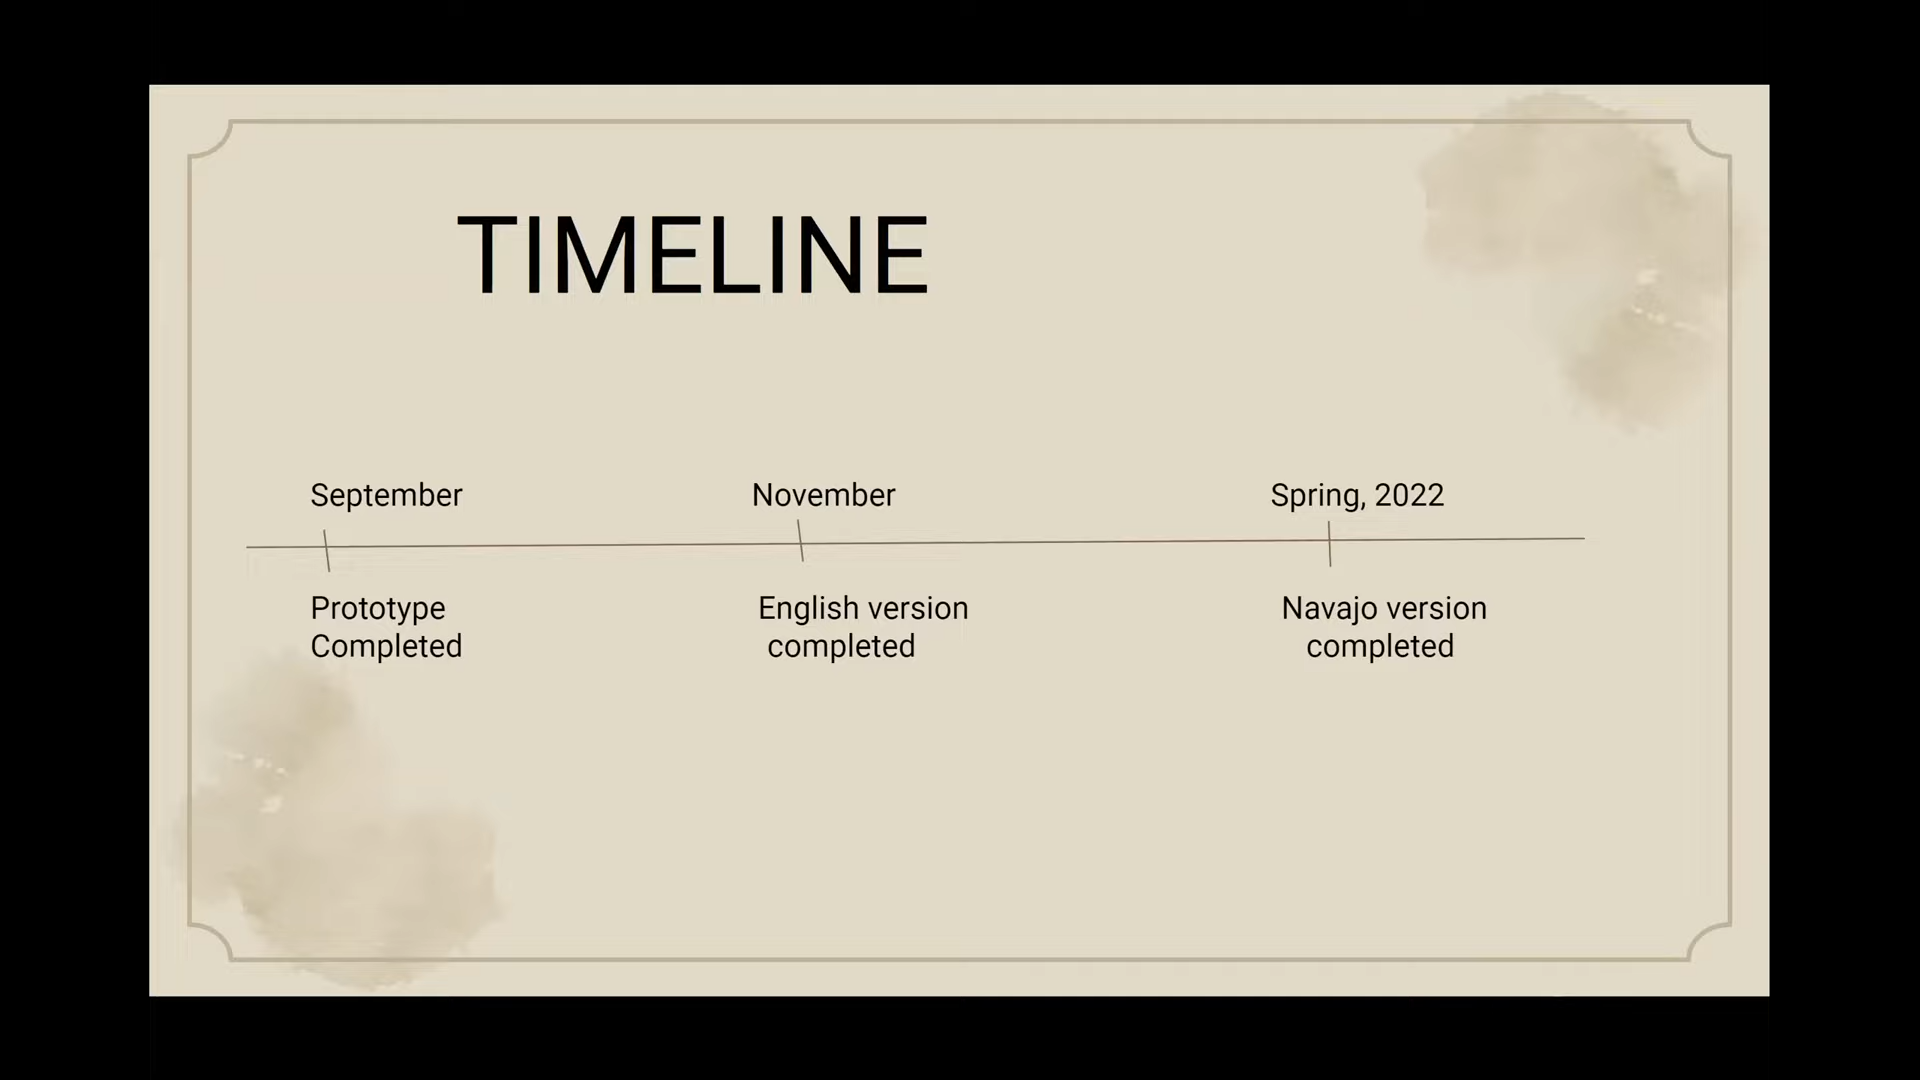 TIMELINE
September
November
Spring, 2022
Prototype
Completed
English version
completed
Navajo version
completed